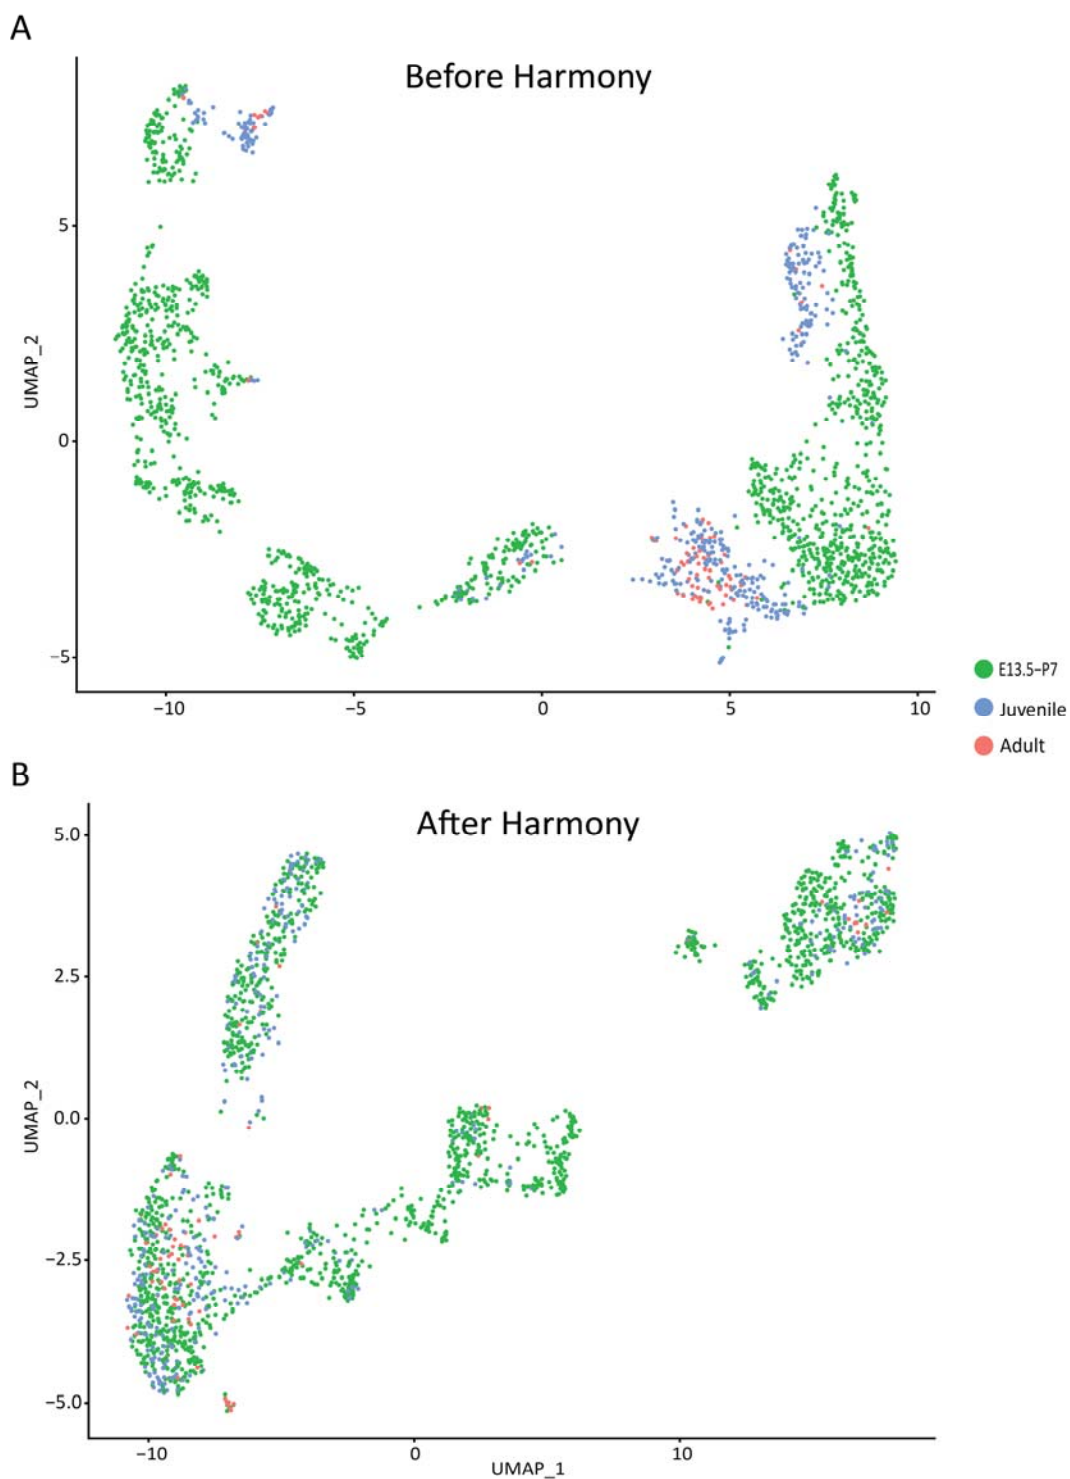 A
Before Harmony
5
0
−5
UMAP_2
−10
−5
0
5
10
E13.5−P7
Juvenile
Adult
B
After Harmony
5.0
2.5
0.0
−2.5
−5.0
UMAP_2
−10
0
10
UMAP_1